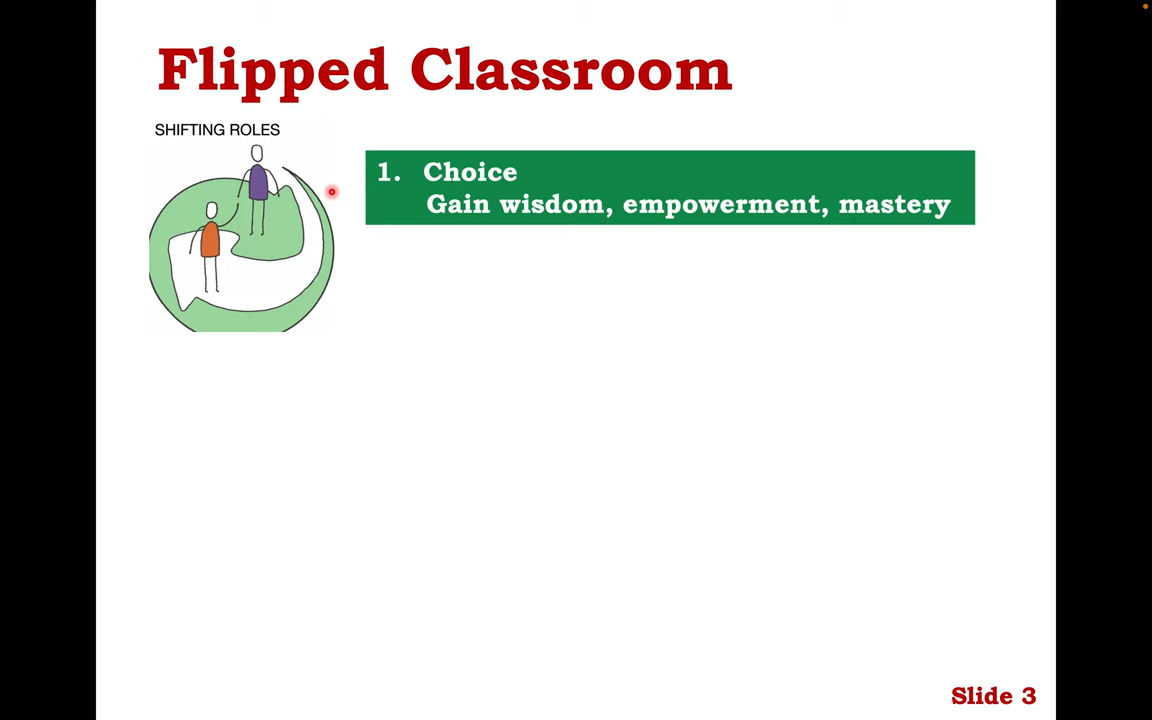 Flipped Classroom
SHIFTING ROLES
1. Choice
Gain wisdom, empowerment, mastery
Slide 3